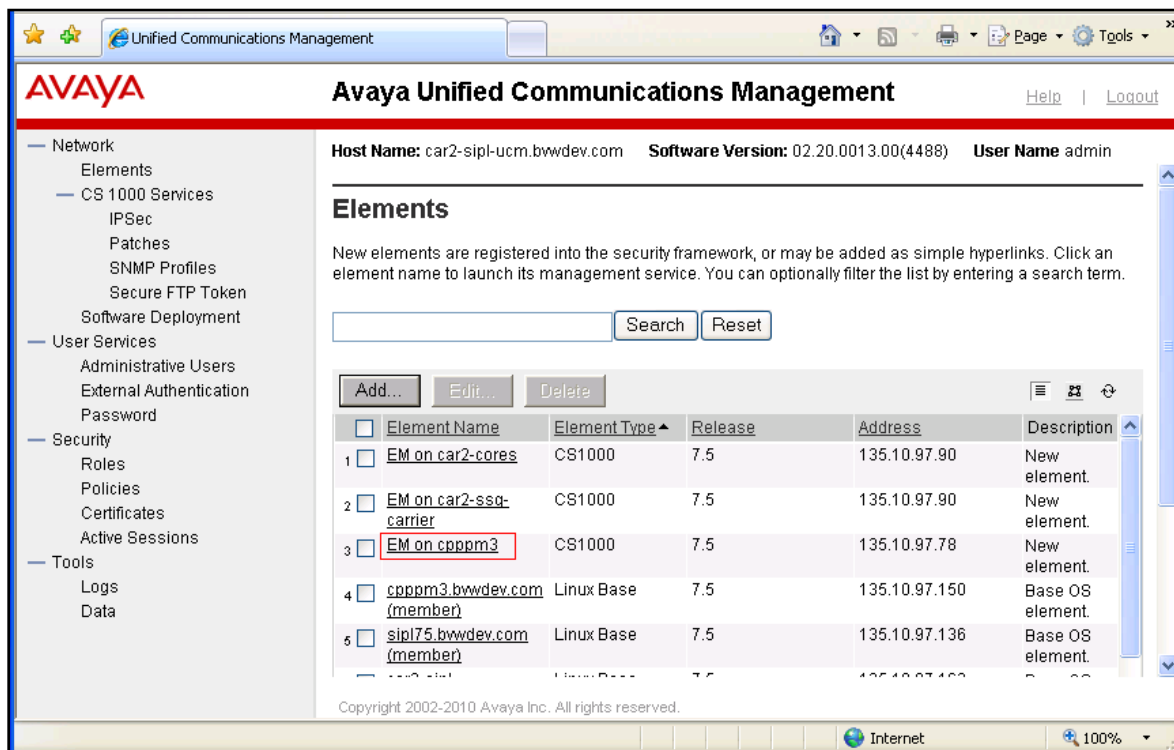 Unified Communications Management
Page
Tools
AVAYA
Avaya Unified Communications Management
Help | Logout
Network
Elements
CS 1000 Services
IPSec
Patches
SNMP Profiles
Secure FTP Token
Software Deployment
User Services
Administrative Users
External Authentication
Password
Security
Roles
Policies
Certificates
Active Sessions
Tools
Logs
Data
Host Name: car2-sipl-ucm.bvwdev.com Software Version: 02.20.0013.00(4488) User Name admin
Elements
New elements are registered into the security framework, or may be added as simple hyperlinks. Click an
element name to launch its management service. You can optionally filter the list by entering a search term.
Search Reset
Add... Edit... Delete
Element Name Element Type Release Address Description
1 EM on car2-cores CS1000 7.5 135.10.97.90 New
element.
2 EM on car2-ssg- CS1000 7.5 135.10.97.90 New
carrier element.
3 EM on cpppm3 CS1000 7.5 135.10.97.78 New
element.
4 cpppm3.bvwdev.com Linux Base 7.5 135.10.97.150 Base OS
(member) element.
5 sipl75.bvwdev.com Linux Base 7.5 135.10.97.136 Base OS
(member) element.
Copyright 2002-2010 Avaya Inc. All rights reserved.
Internet 100%